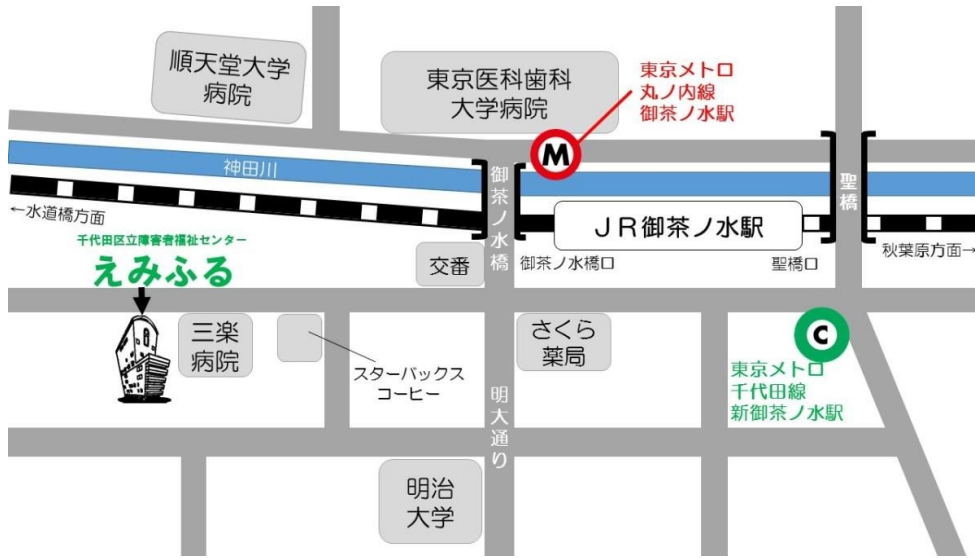 順天堂大学
病院
東京医科歯科
大学病院
東京メトロ
丸ノ内線
御茶ノ水駅
M
神田川
御茶ノ水橋
聖橋
←水道橋方面
JR御茶ノ水駅
秋葉原方面→
千代田区立障害者福祉センター
えみふる
交番
御茶ノ水橋口
聖橋口
三楽
病院
スターバックス
コーヒー
さくら
薬局
C
東京メトロ
千代田線
新御茶ノ水駅
明大通り
明治
大学